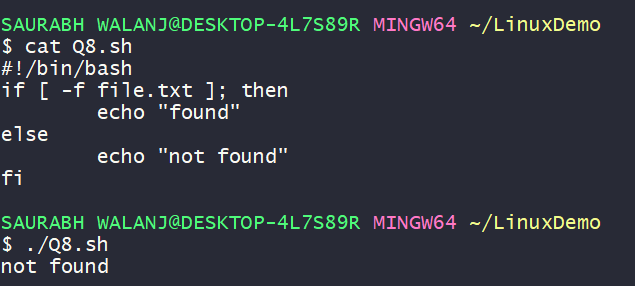 SAURABH WALANJ@DESKTOP-4L7S89R MINGW64 ~/LinuxDemo
$ cat Q8.sh
#!/bin/bash
if [ -f file.txt ]; then
        echo "found"
else
        echo "not found"
fi

SAURABH WALANJ@DESKTOP-4L7S89R MINGW64 ~/LinuxDemo
$ ./Q8.sh
not found